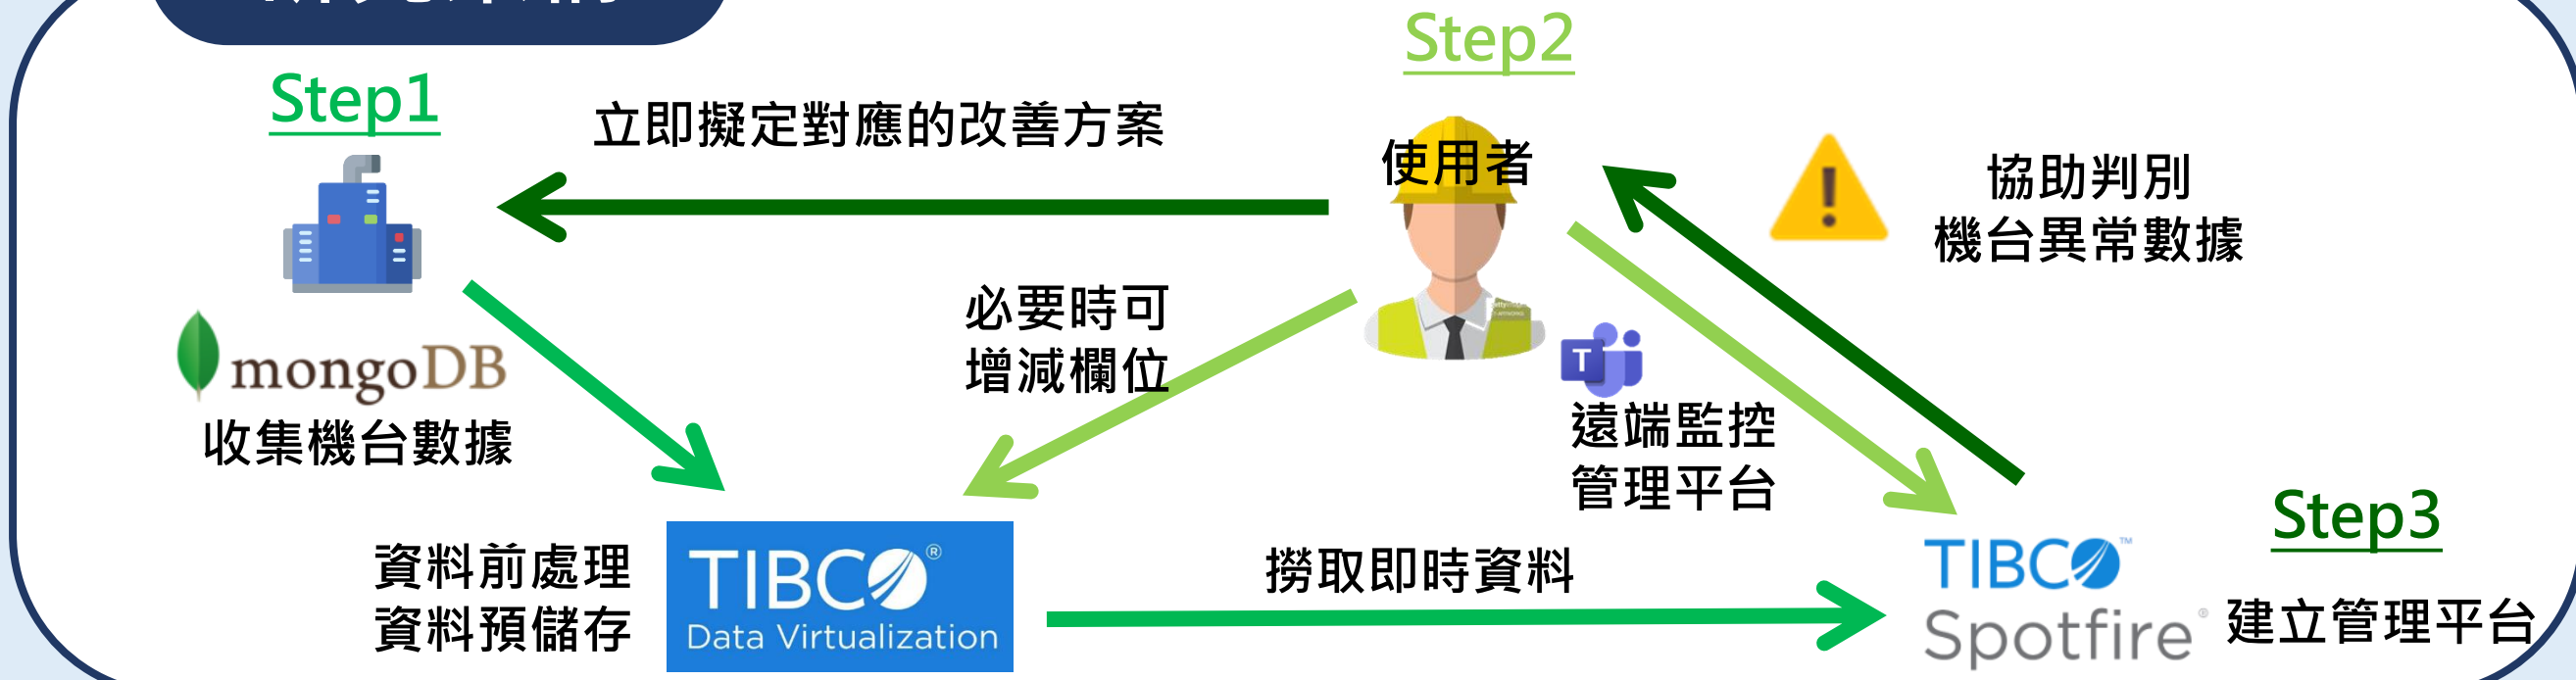 Step1
mongoDB
收集機台數據
立即擬定對應的改善方案
Step2
使用者
必要時可
增減欄位
遠端監控
管理平台
協助判別
機台異常數據
資料前處理
資料預儲存
TIBCO®
Data Virtualization
撈取即時資料
Step3
TIBCO™
Spotfire®
建立管理平台
T